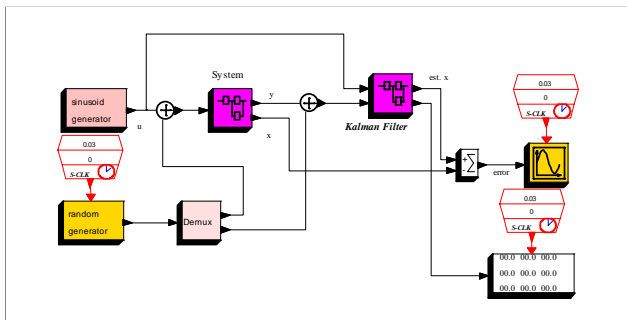 System
sinusoid
generator
u
y
x
Kalman Filter
est. x
0.03
0
S-CLK
0.03
0
S-CLK
random
generator
Demux
+
-
Σ
error
0.03
0
S-CLK
00.0 00.0 00.0
00.0 00.0 00.0
00.0 00.0 00.0